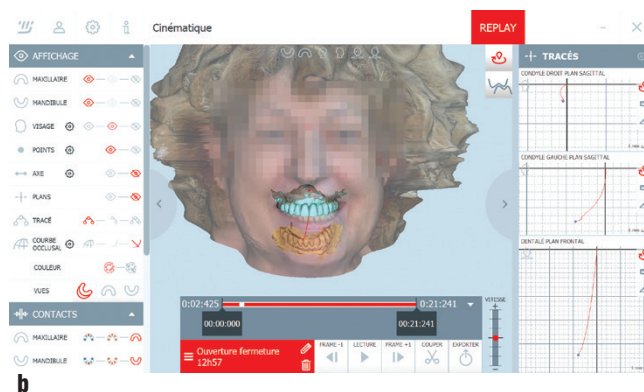 Cinématique
REPLAY
AFFICHAGE
MAXILLAIRE
MANDIBULE
VISAGE
POINTS
AXE
PLANS
TRACÉ
COURBE
OCCLUSAL
COULEUR
VUES
CONTACTS
MAXILLAIRE
MANDIBULE
TRACÉS
CONDYLE DROIT PLAN SAGITTAL
CONDYLE GAUCHE PLAN SAGITTAL
DENTALE PLAN FRONTAL
0:02:425
0:21:241
00:00:000
00:21:241
VITESSE
Ouverture fermeture
12h57
FRAME -1
LECTURE
FRAME +1
COUPER
EXPORTER
b